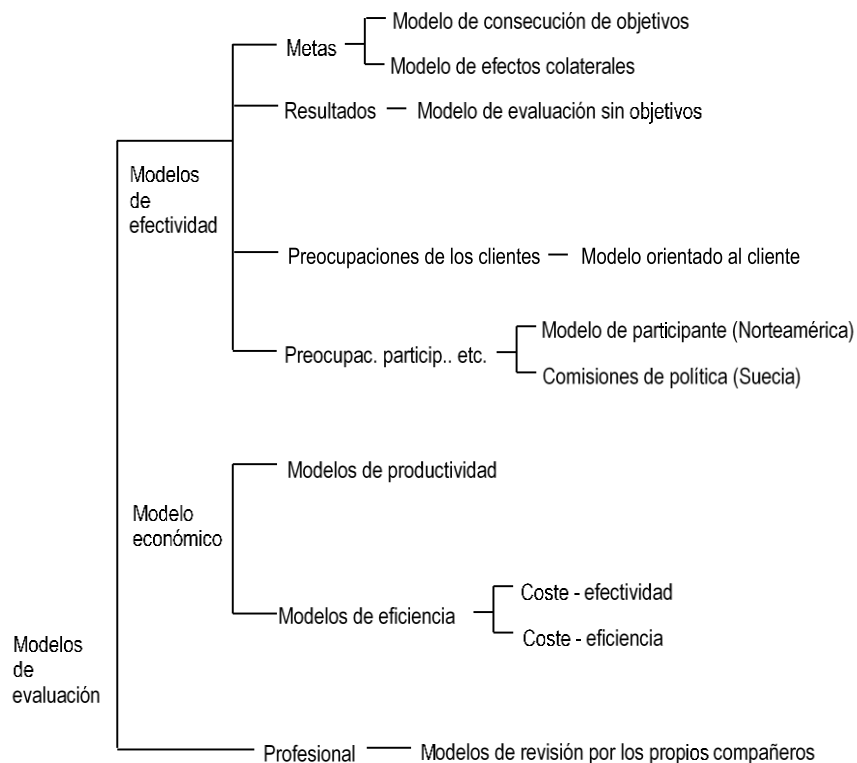 Modelo de consecución de objetivos
Metas
Modelo de efectos colaterales
Resultados
Modelo de evaluación sin objetivos
Modelos
de
efectividad
Preocupaciones de los clientes
Modelo orientado al cliente
Modelo de participante (Norteamérica)
Preocupac. particip.. etc.
Comisiones de política (Suecia)
Modelos de productividad
Modelo
económico
Coste - efectividad
Modelos de eficiencia
Coste - eficiencia
Modelos
de
evaluación
Profesional
Modelos de revisión por los propios compañeros